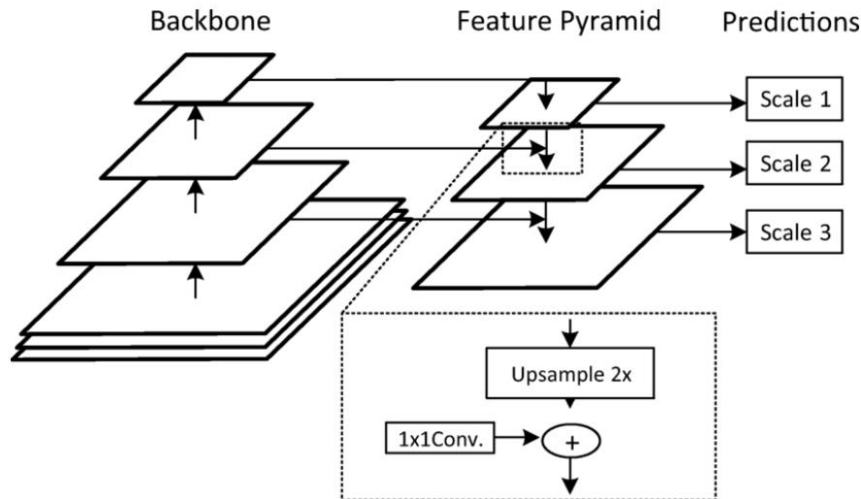 Backbone
Feature Pyramid
Predictions
Scale 1
Scale 2
Scale 3
Upsample 2x
1x1Conv.
+